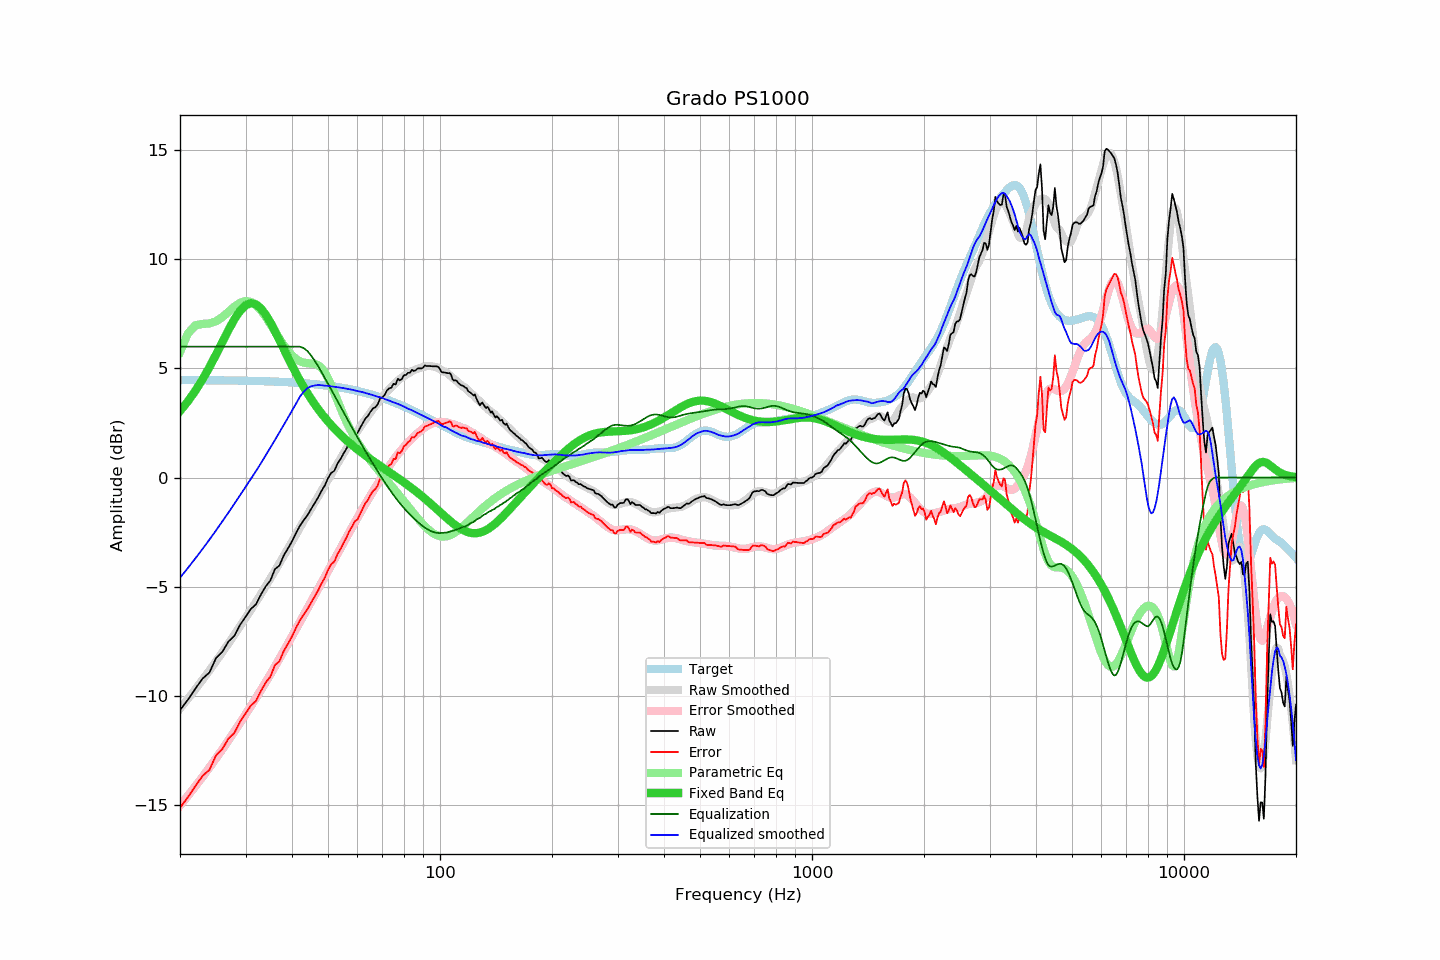 Grado PS1000
Amplitude (dBr)
15
10
5
0
−5
−10
−15
Target
Raw Smoothed
Error Smoothed
Raw
Error
Parametric Eq
Fixed Band Eq
Equalization
Equalized smoothed
100
1000
10000
Frequency (Hz)